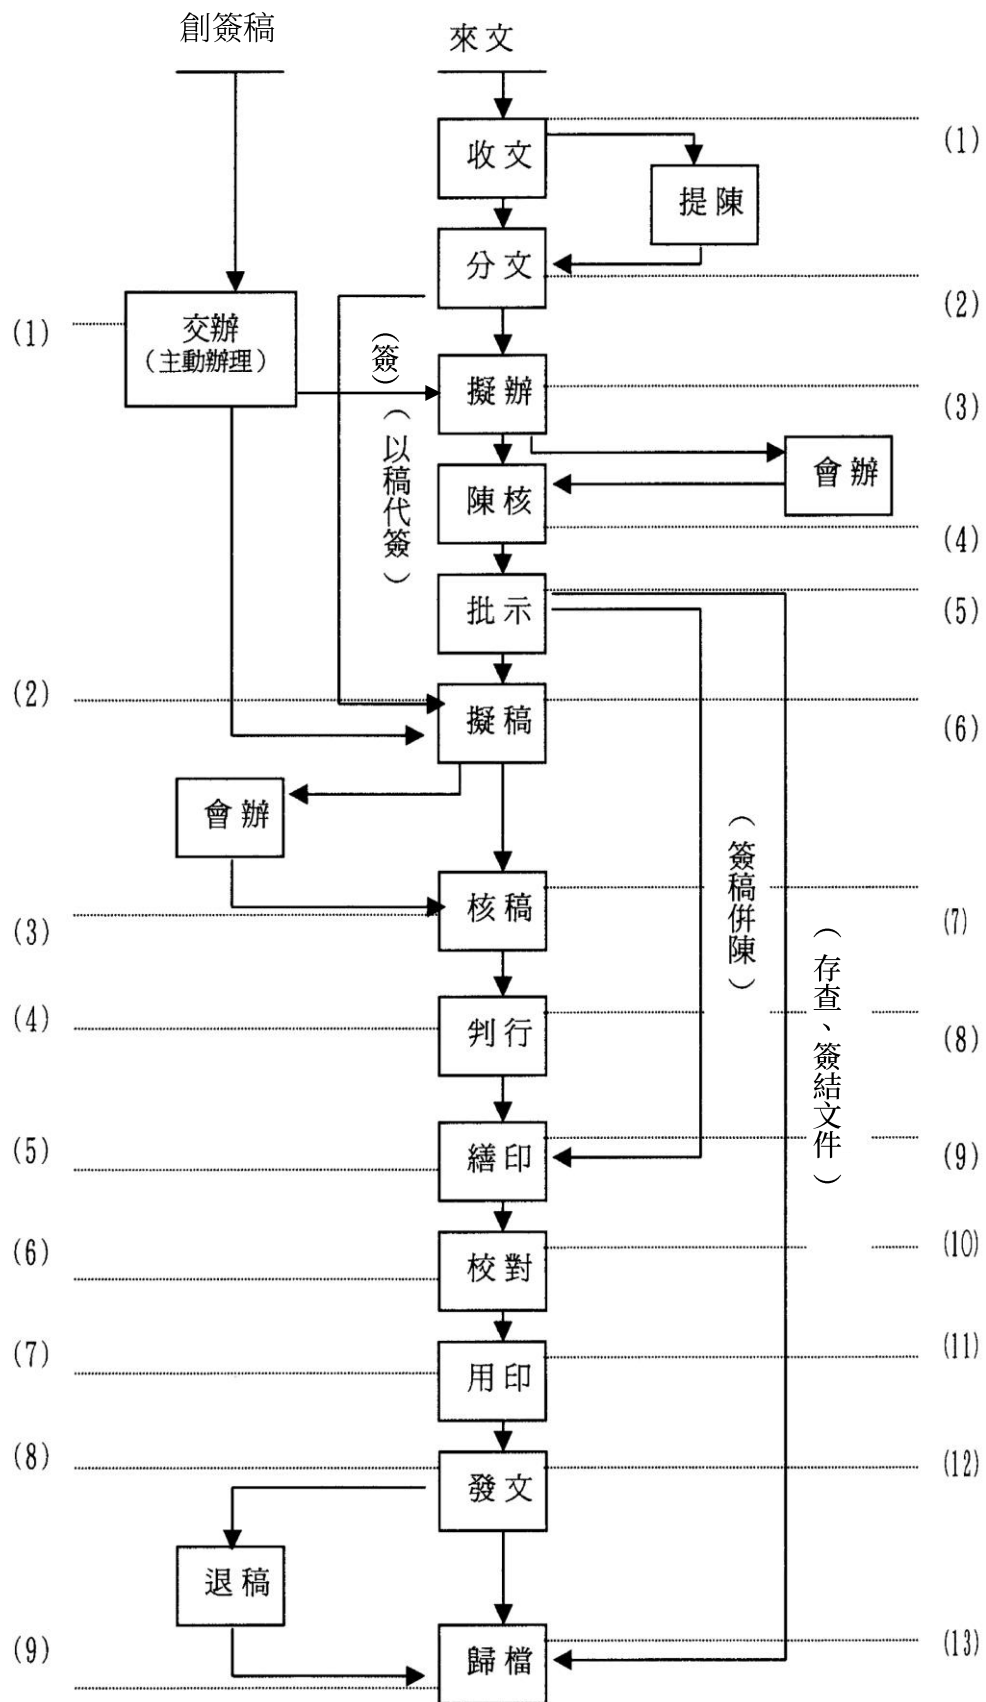 創簽稿
來文
收文
(1)
提陳
分文
(2)
(1)
交辦
（主動辦理）
（簽）
擬辦
(3)
（以稿代簽）
會辦
陳核
(4)
批示
(5)
(2)
擬稿
(6)
會辦
（簽稿併陳）
核稿
(7)
(3)
（存查、簽結文件）
(4)
判行
(8)
(5)
繕印
(9)
(6)
校對
(10)
(7)
用印
(11)
(8)
發文
(12)
退稿
(9)
歸檔
(13)